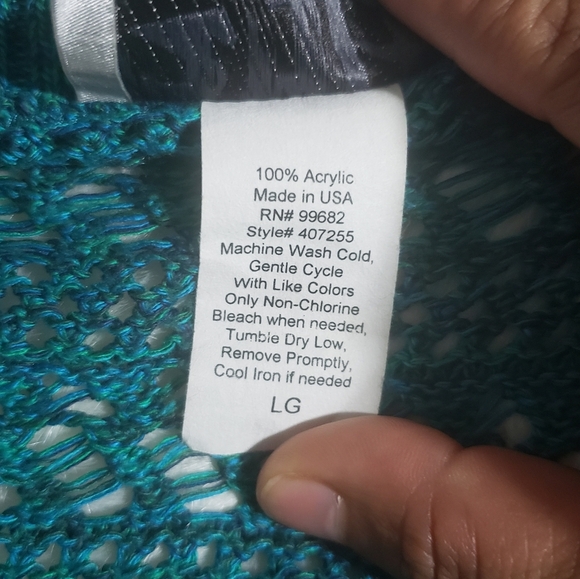 100% Acrylic
Made in USA
RN# 99682
Style# 407255
Machine Wash Cold,
Gentle Cycle
With Like Colors
Only Non-Chlorine
Bleach when needed,
Tumble Dry Low,
Remove Promptly,
Cool Iron if needed
LG